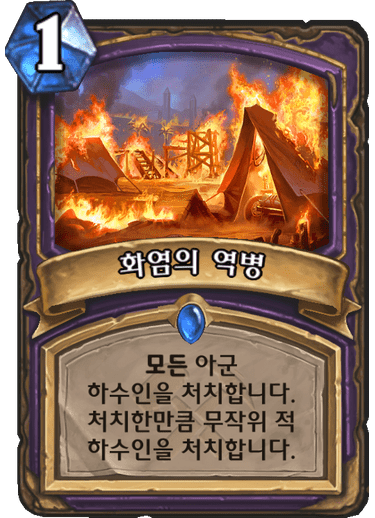 1
화염의 역병
모든 아군
하수인을 처치합니다.
처치한만큼 무작위 적
하수인을 처치합니다.